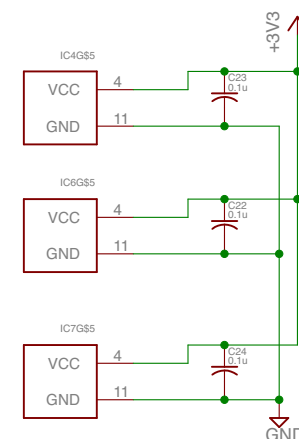 +3V3
IC4G$5
VCC 4
GND 11
C23
0.1u
IC6G$5
VCC 4
GND 11
C22
0.1u
IC7G$5
VCC 4
GND 11
C24
0.1u
GND